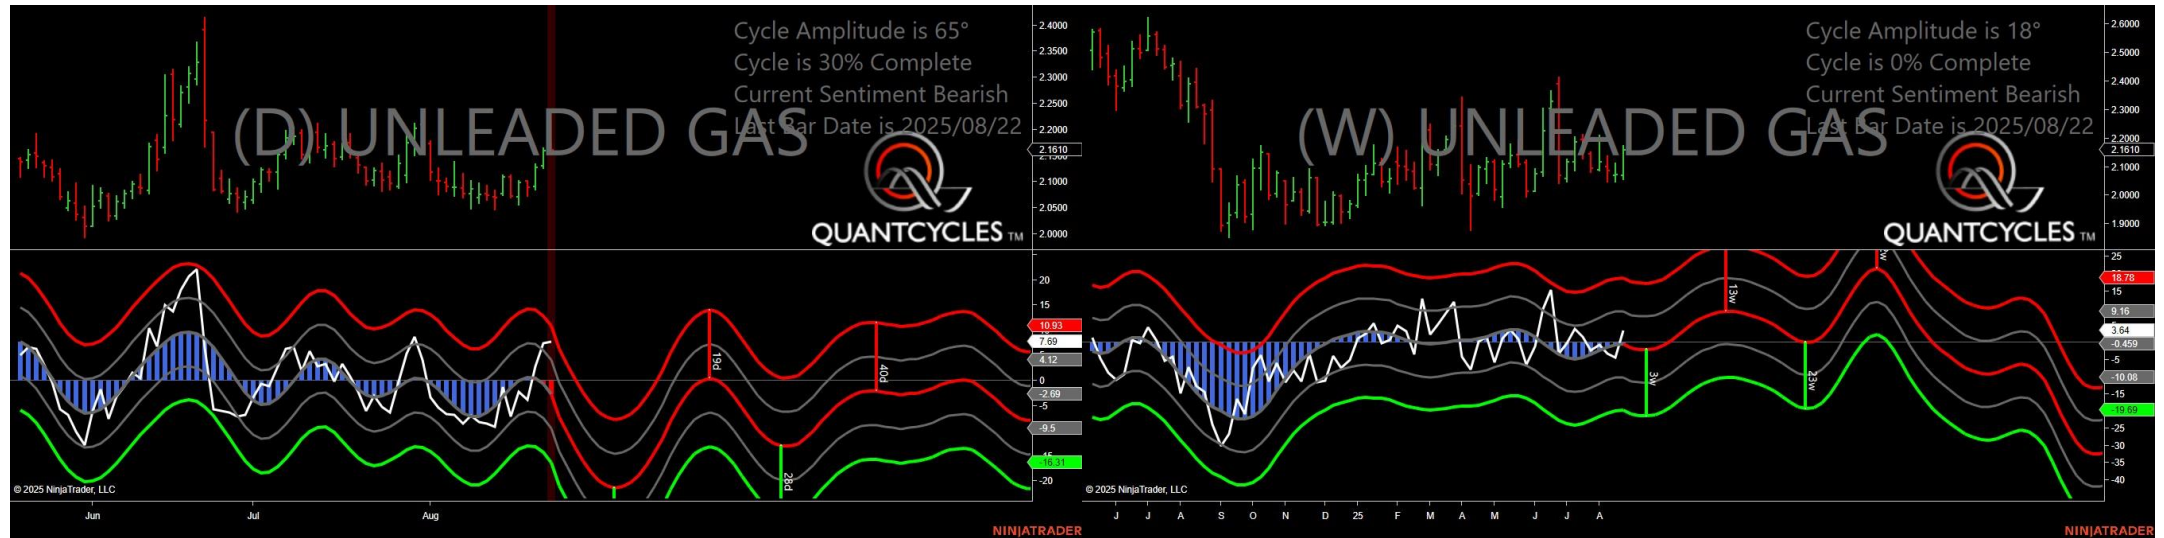 Cycle Amplitude is 65°
Cycle is 30% Complete
Current Sentiment Bearish
Last Bar Date is 2025/08/22
(D) UNLEADED GAS
QUANTCYCLES TM
2.4000
2.3500
2.3000
2.2500
2.2000
2.1610
2.1500
2.1000
2.0500
2.0000
20
15
10.93
7.69
4.12
0
-2.69
-5
-9.5
-16.31
-20
19d
40d
28d
© 2025 NinjaTrader, LLC
Jun
Jul
Aug
NINJATRADER
Cycle Amplitude is 18°
Cycle is 0% Complete
Current Sentiment Bearish
Last Bar Date is 2025/08/22
(W) UNLEADED GAS
QUANTCYCLES TM
2.6000
2.5000
2.4000
2.3000
2.2000
2.1610
2.1000
2.0000
1.9000
25
18.78
15
9.16
3.64
-0.459
-5
-10.08
-15
-19.69
-25
-30
-35
-40
3w
13w
23w
© 2025 NinjaTrader, LLC
J J A S O N D 25 F M A M J J A
NINJATRADER